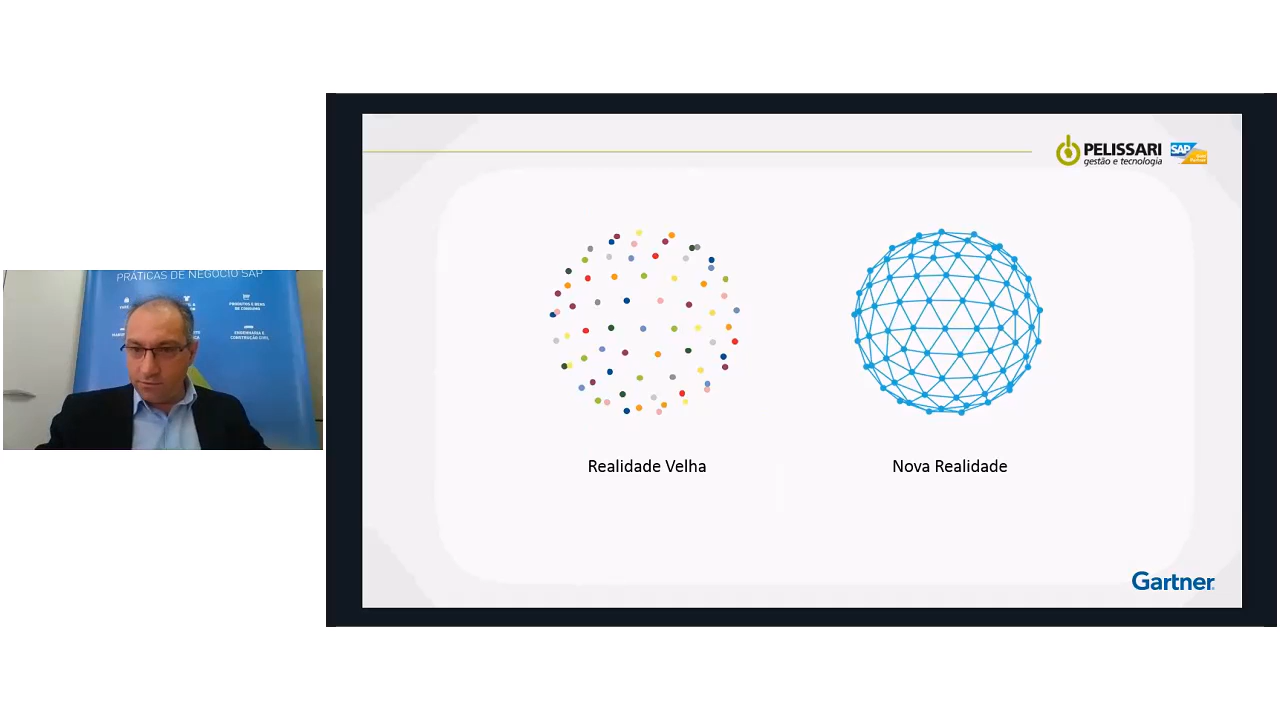 PRÁTICAS DE NEGÓCIO SAP
PRODUTOS E BENS
DE CONSUMO
ENGENHARIA E
CONSTRUÇÃO CIVIL
PELISSARI
gestão e tecnologia
SAP
Realidade Velha
Nova Realidade
Gartner